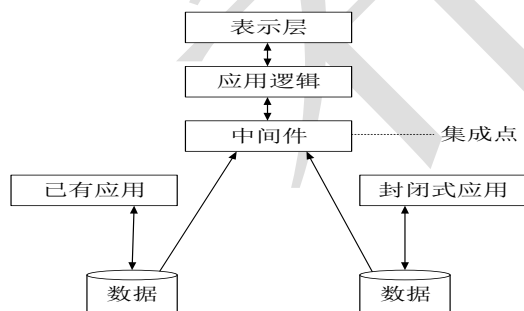 表示层
应用逻辑
中间件
集成点
已有应用
封闭式应用
数据
数据